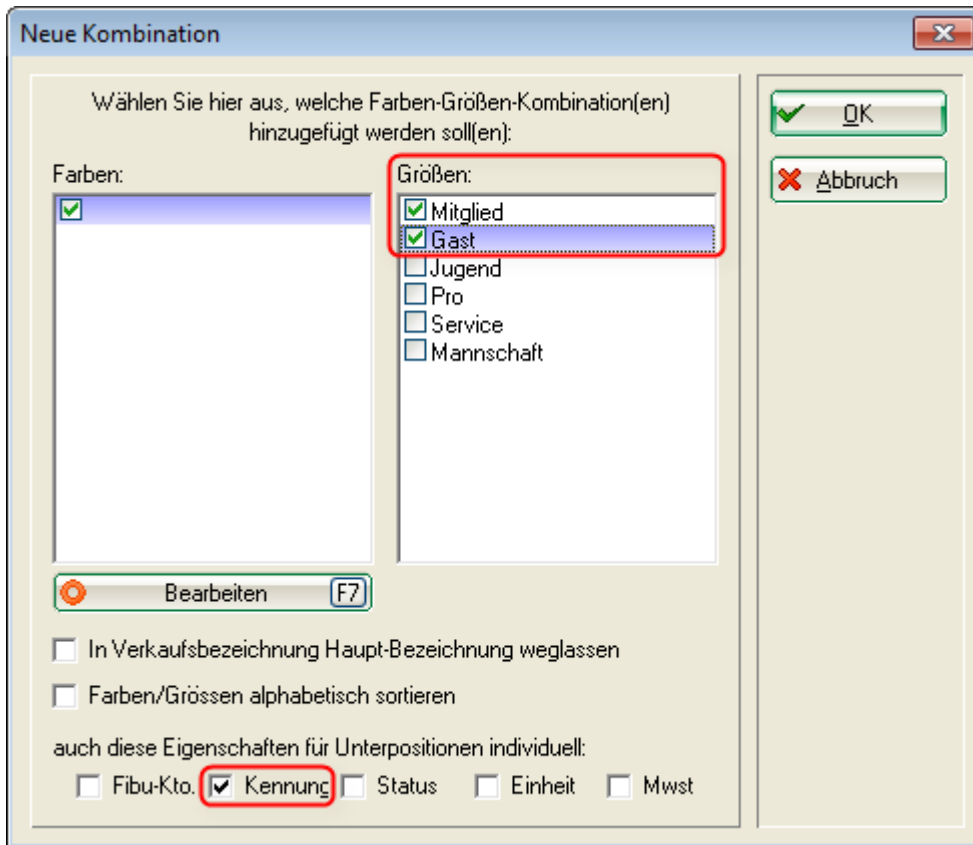 Neue Kombination
Wählen Sie hier aus, welche Farben-Größen-Kombination(en)
hinzugefügt werden soll(en):
OK
Abbruch
Farben:
Größen:
Mitglied
Gast
Jugend
Pro
Service
Mannschaft
Bearbeiten F7
In Verkaufsbezeichnung Haupt-Bezeichnung weglassen
Farben/Grössen alphabetisch sortieren
auch diese Eigenschaften für Unterpositionen individuell:
Fibu-Kto. Kennung Status Einheit Mwst